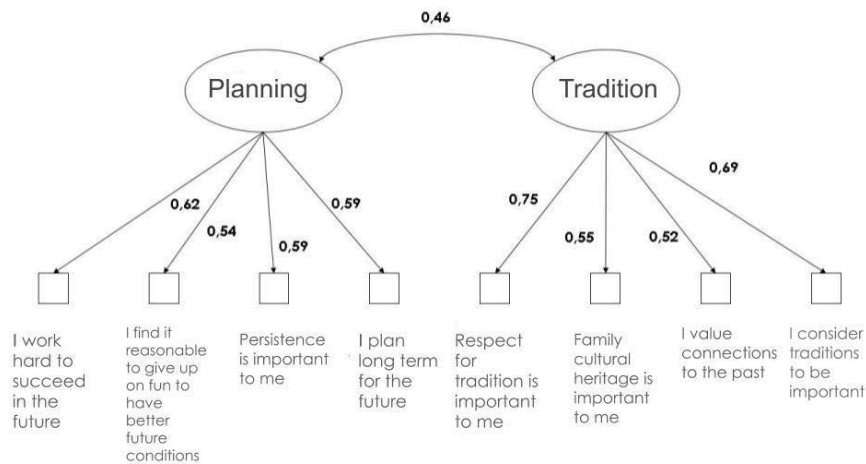 0,46
Planning
Tradition
0,62
0,54
0,59
0,59
0,75
0,55
0,52
0,69
I work
hard to
succeed
in the
future
I find it
reasonable
to give up
on fun to
have
better
future
conditions
Persistence
is important
to me
I plan
long term
for the
future
Respect
for
tradition is
important
to me
Family
cultural
heritage is
important
to me
I value
connections
to the past
I consider
traditions
to be
important